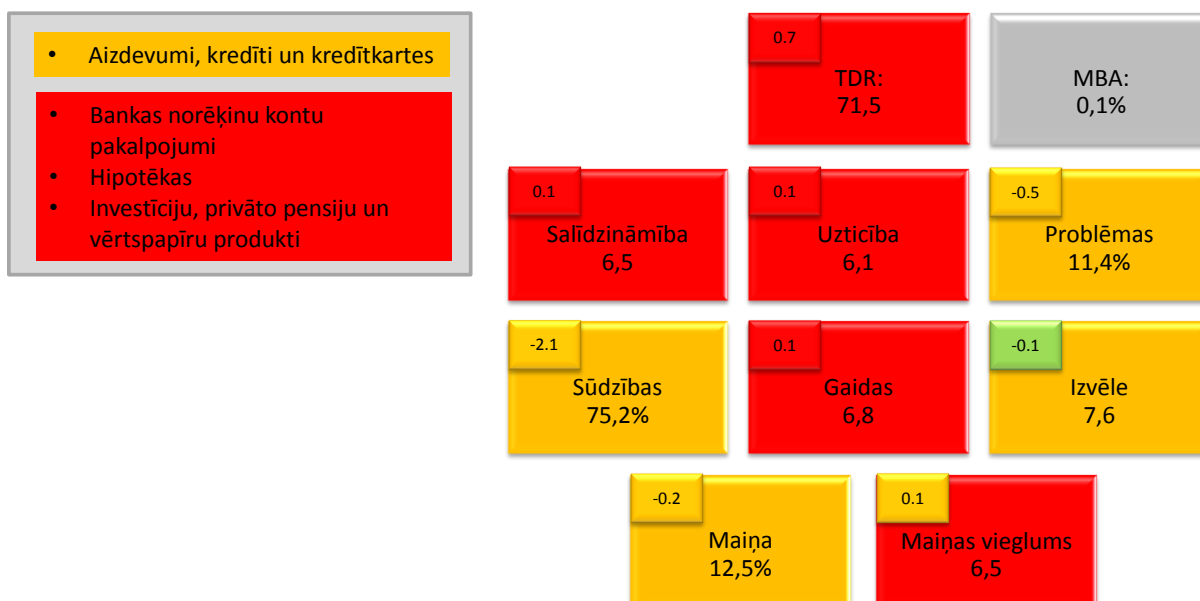 • Aizdevumi, kredīti un kredītkartes
• Bankas norēķinu kontu
pakalpojumi
• Hipotēkas
• Investīciju, privāto pensiju un
vērtspapīru produkti
0.7
TDR:
71,5
MBA:
0,1%
0.1
Salīdzināmība
6,5
0.1
Uzticība
6,1
-0.5
Problēmas
11,4%
-2.1
Sūdzības
75,2%
0.1
Gaidas
6,8
-0.1
Izvēle
7,6
-0.2
Maiņa
12,5%
0.1
Maiņas vieglums
6,5